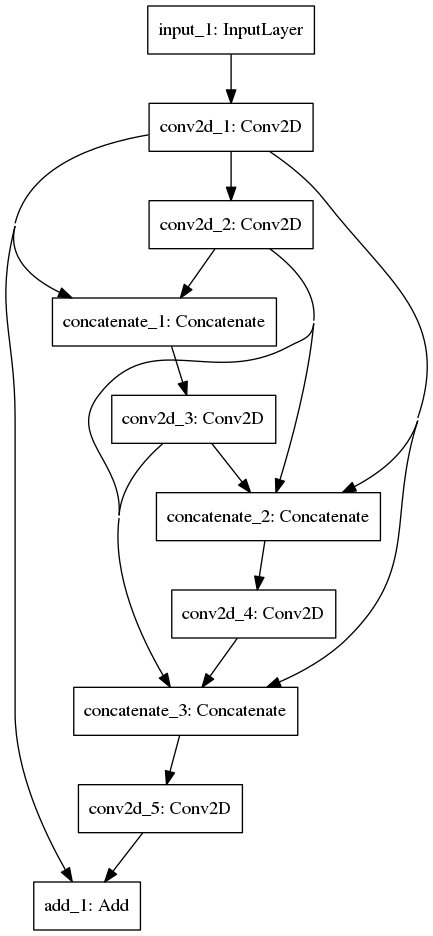 input_1: InputLayer
conv2d_1: Conv2D
conv2d_2: Conv2D
concatenate_1: Concatenate
conv2d_3: Conv2D
concatenate_2: Concatenate
conv2d_4: Conv2D
concatenate_3: Concatenate
conv2d_5: Conv2D
add_1: Add